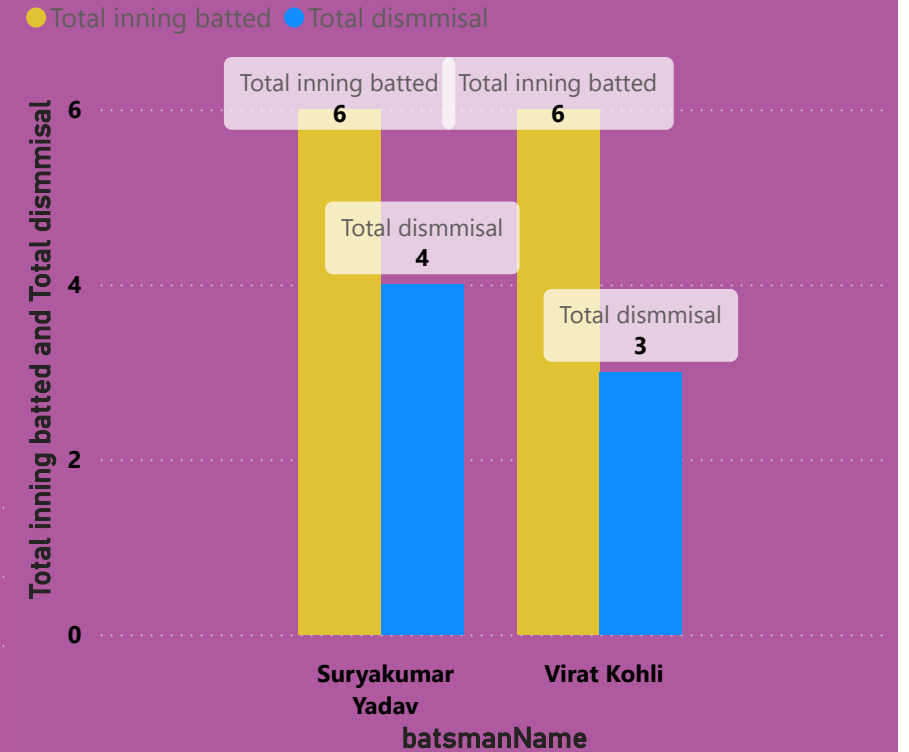 Total inning batted Total dismmisal
Total inning batted and Total dismmisal
Total inning batted
6
Total inning batted
6
Total dismmisal
4
Total dismmisal
3
6
4
2
0
Suryakumar
Yadav
Virat Kohli
batsmanName